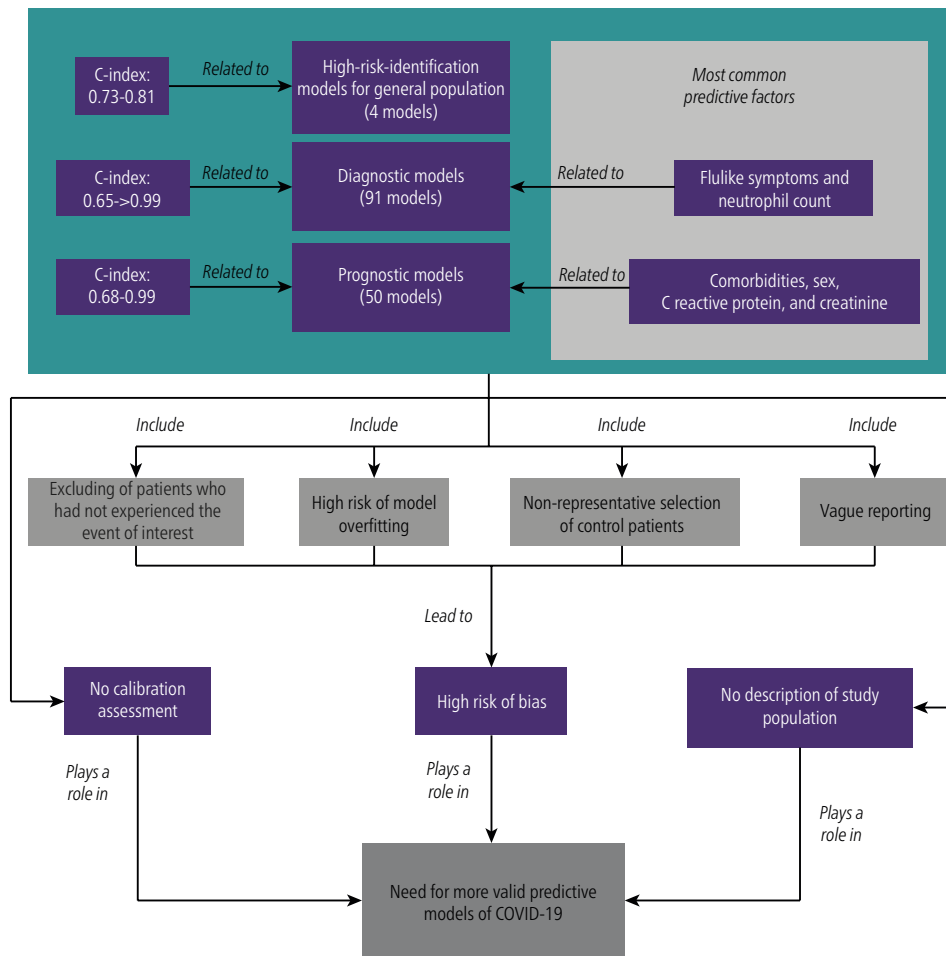 C-index:
0.73-0.81
Related to
High-risk-identification
models for general population
(4 models)
Most common
predictive factors
C-index:
0.65->0.99
Related to
Diagnostic models
(91 models)
Related to
Flulike symptoms and
neutrophil count
C-index:
0.68-0.99
Related to
Prognostic models
(50 models)
Related to
Comorbidities, sex,
C reactive protein, and creatinine
Include
Include
Include
Include
Excluding of patients who
had not experienced the
event of interest
High risk of model
overfitting
Non-representative selection
of control patients
Vague reporting
Lead to
No calibration
assessment
High risk of bias
No description of study
population
Plays a
role in
Plays a
role in
Plays a
role in
Need for more valid predictive
models of COVID-19